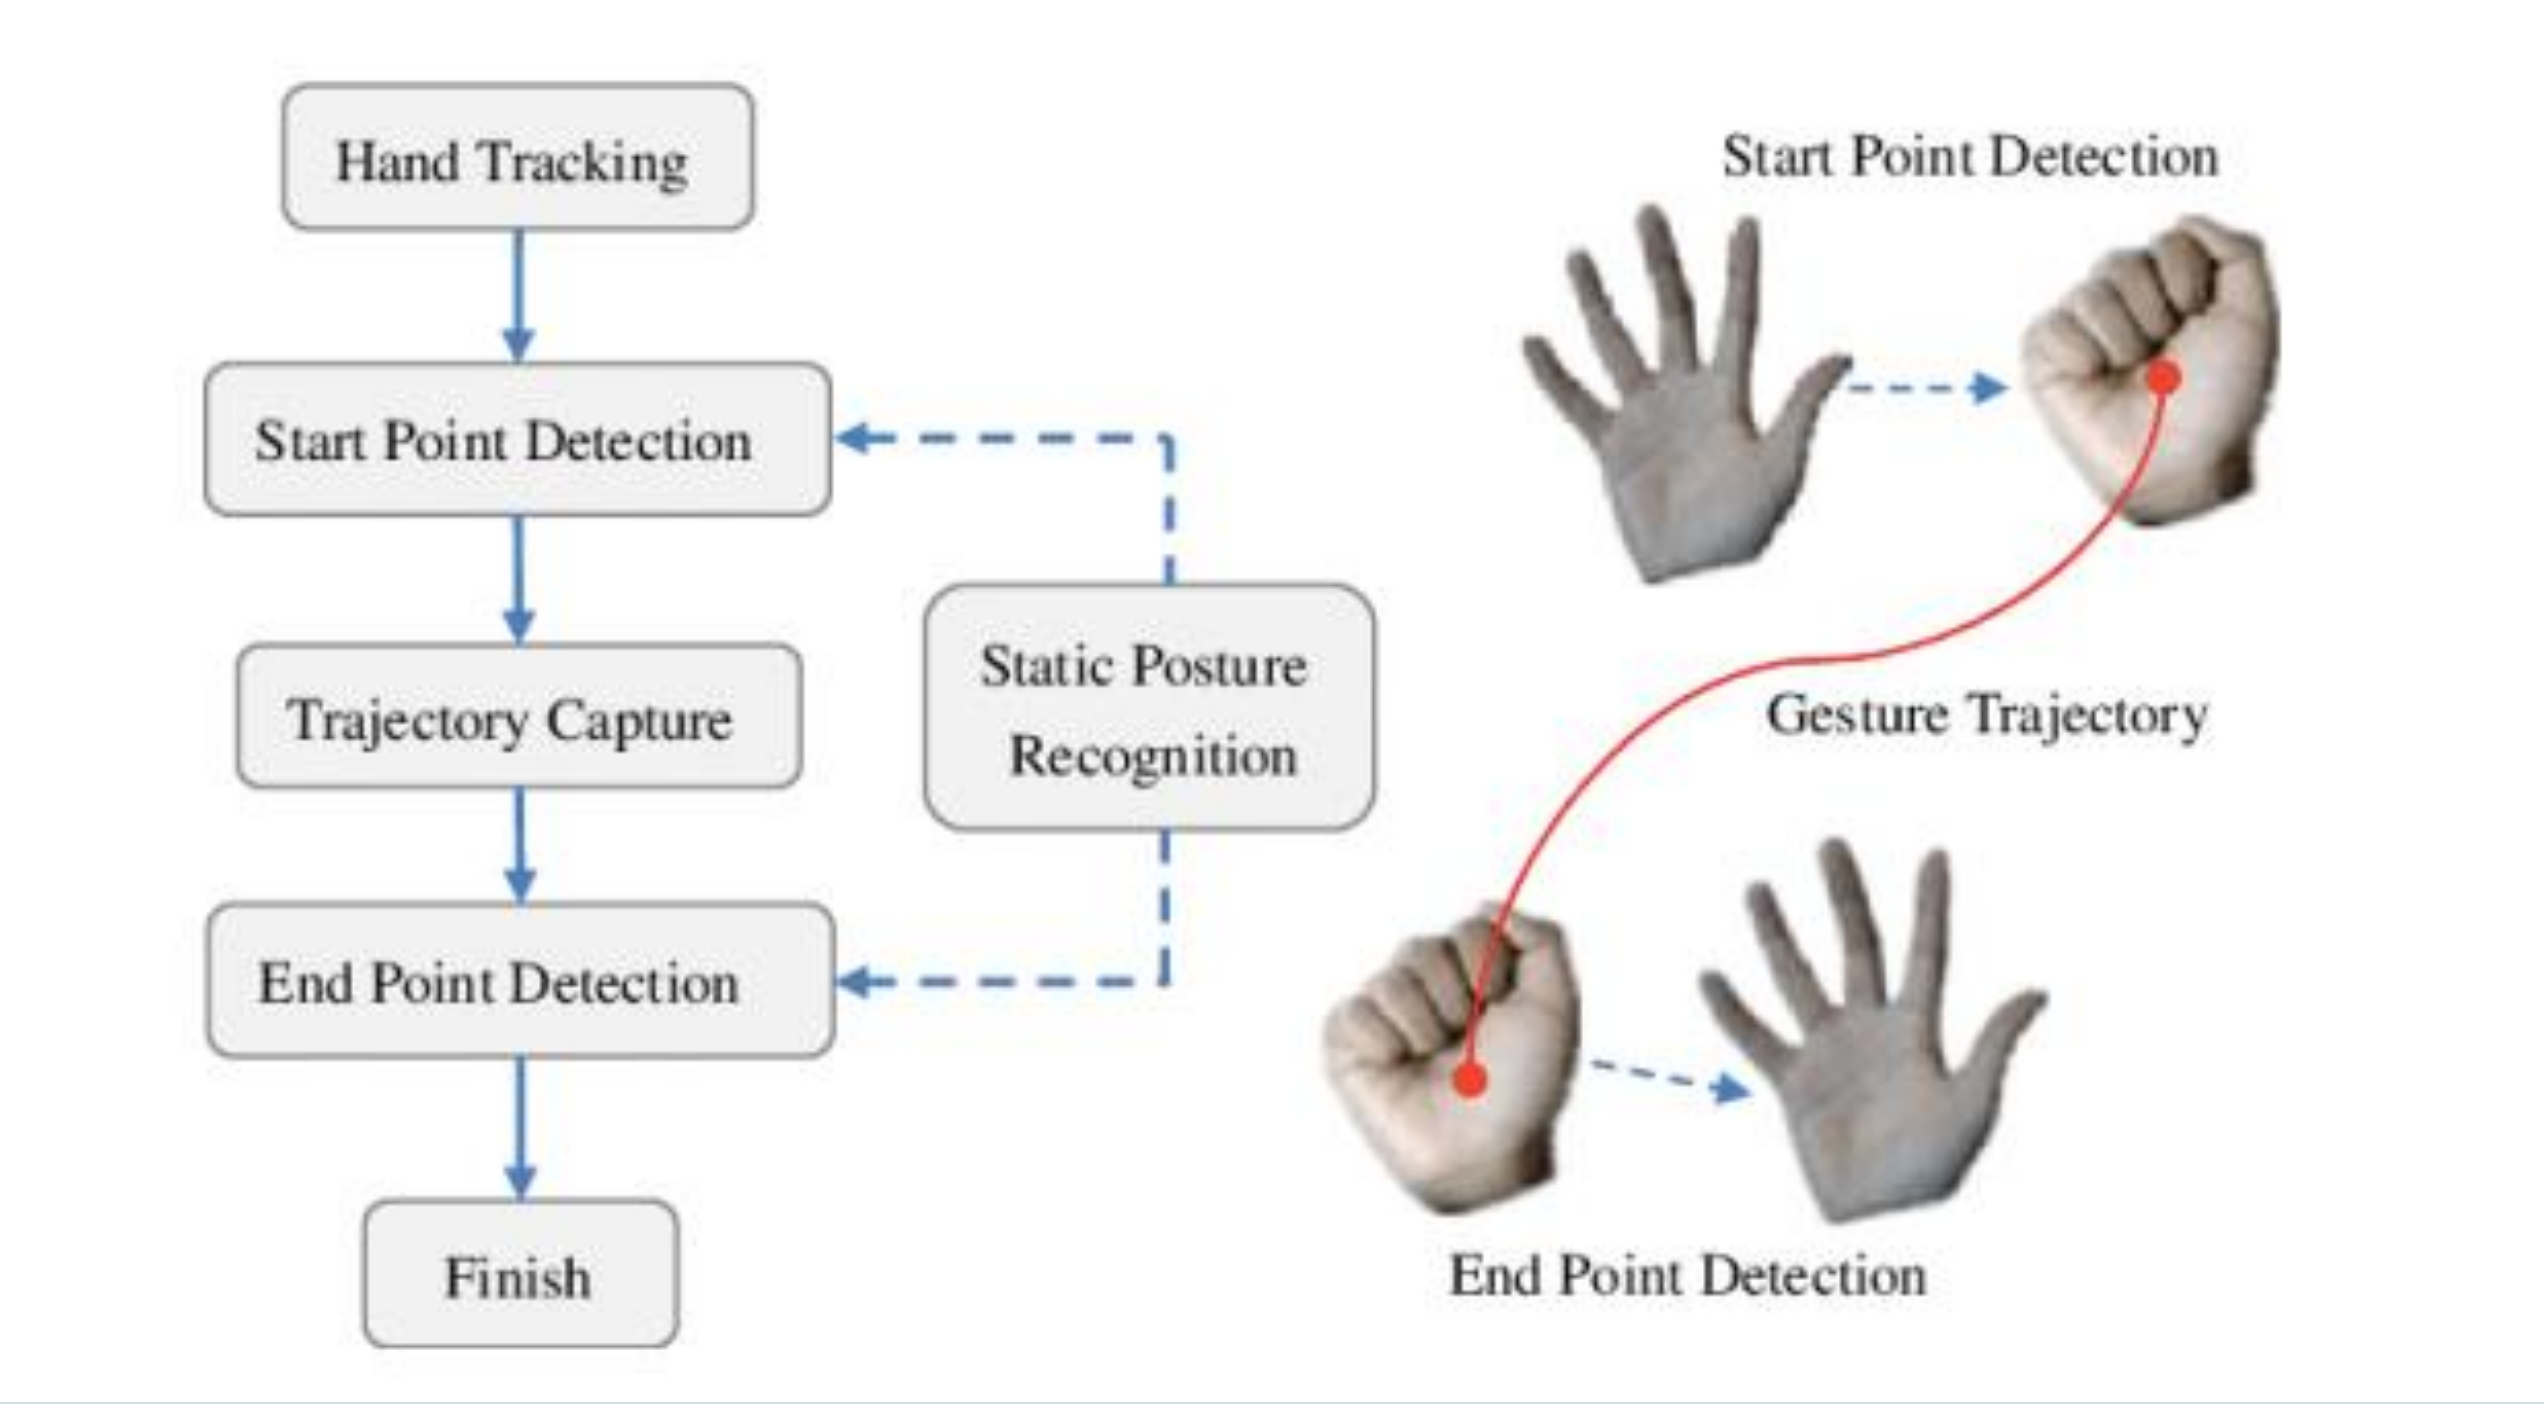 Hand Tracking
Start Point Detection
Trajectory Capture
End Point Detection
Finish
Static Posture
Recognition
Start Point Detection
Gesture Trajectory
End Point Detection